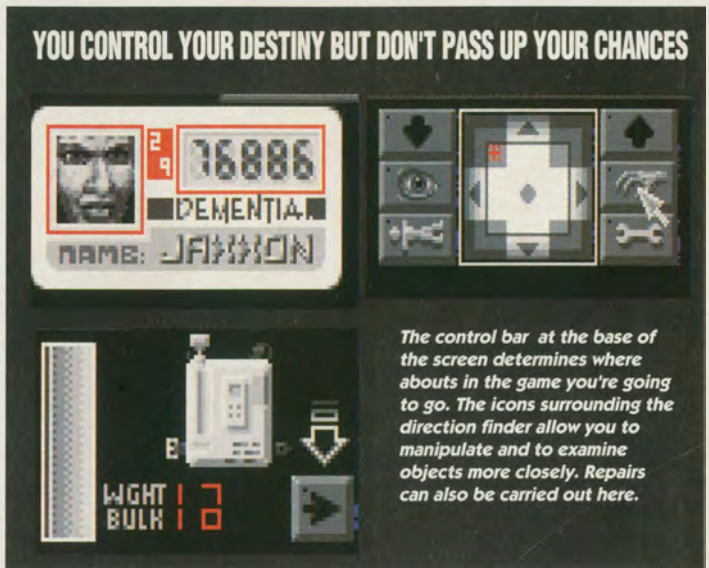 YOU CONTROL YOUR DESTINY BUT DON'T PASS UP YOUR CHANCES
2
9
76886
DEMENTIA
NAME: JAXXON
The control bar at the base of
the screen determines where
abouts in the game you're going
to go. The icons surrounding the
direction finder allow you to
manipulate and to examine
objects more closely. Repairs
can also be carried out here.
WGHT 17
BULK 10